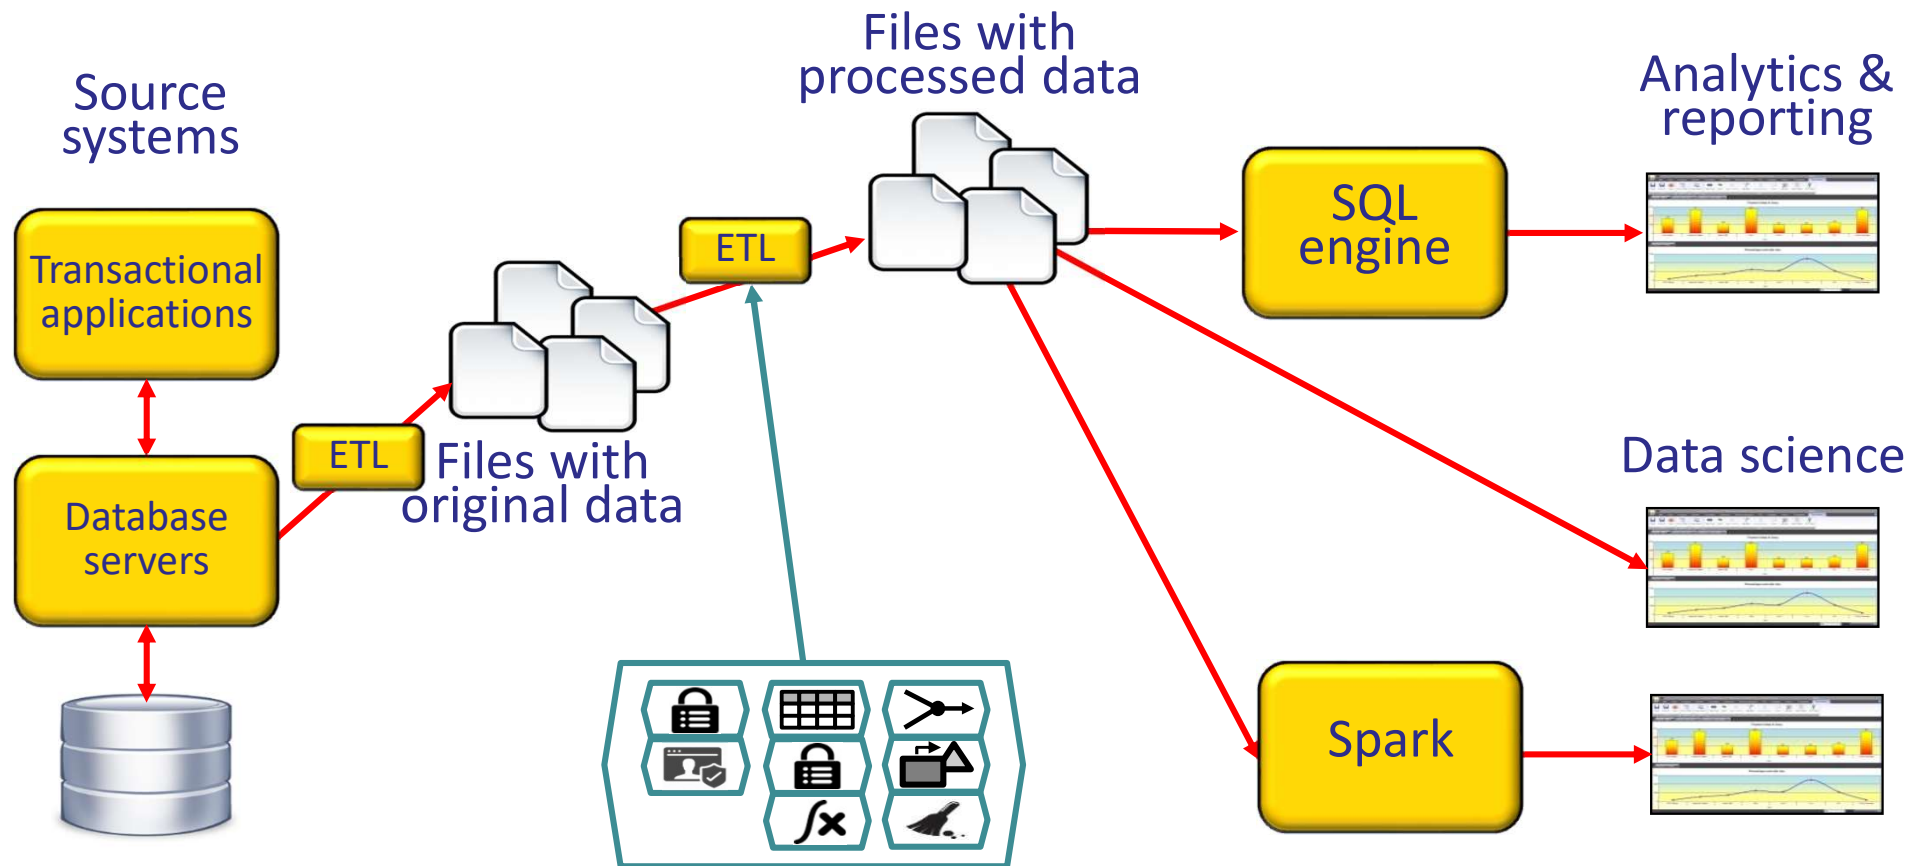 Source
systems
Transactional
applications
Database
servers
ETL
Files with
original data
ETL
Files with
processed data
SQL
engine
Analytics &
reporting
Data science
Spark